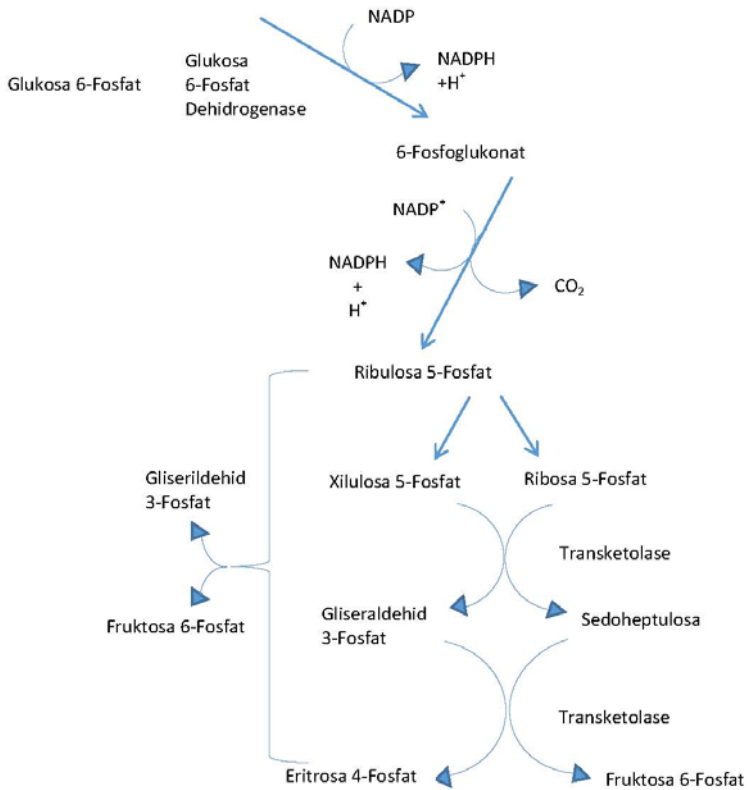 NADP
NADPH
+H⁺
Glukosa 6-Fosfat
Glukosa
6-Fosfat
Dehidrogenase
6-Fosfoglukonat
NADP⁺
NADPH
+
H⁺
CO₂
Ribulosa 5-Fosfat
Gliserildehid
3-Fosfat
Xilulosa 5-Fosfat
Ribosa 5-Fosfat
Transketolase
Fruktosa 6-Fosfat
Gliseraldehid
3-Fosfat
Sedoheptulosa
Transketolase
Eritrosa 4-Fosfat
Fruktosa 6-Fosfat